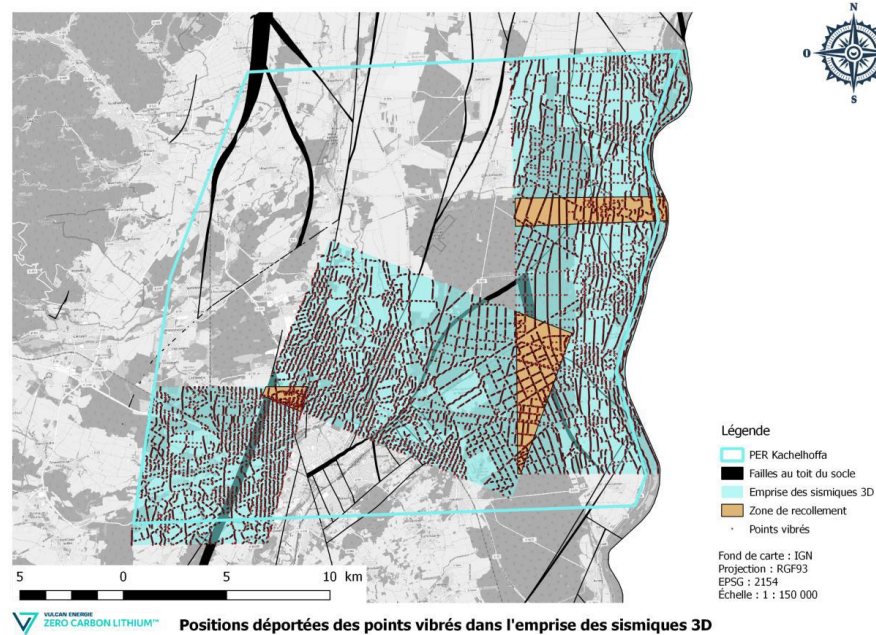 N
O
S
L
Légende
PER Kachelhoffa
Failles au toit du socle
Emprise des sismiques 3D
Zone de recollement
Points vibrés
Fond de carte : IGN
Projection : RGF93
EPSG : 2154
Échelle : 1 : 150 000
5 0 5 10 km
VULCAN ENERGIE
ZERO CARBON LITHIUM™
Positions déportées des points vibrés dans l'emprise des sismiques 3D